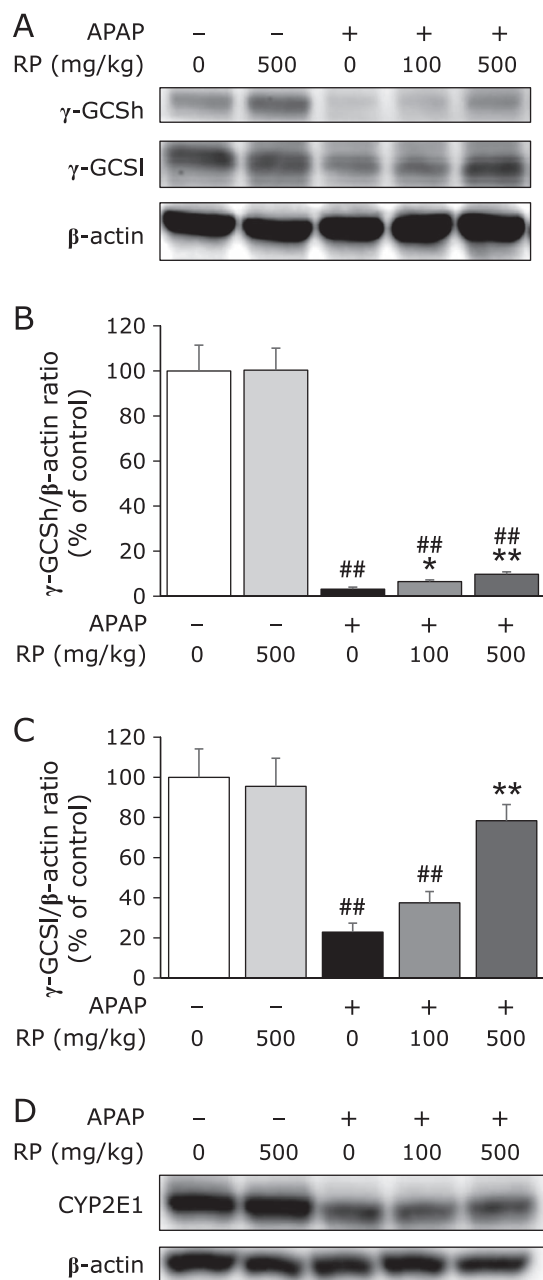 A
APAP – – + + +
RP (mg/kg) 0 500 0 100 500
γ-GCSh
γ-GCSl
β-actin
B
γ-GCSh/β-actin ratio
(% of control)
120
100
80
60
40
20
0
## ## ##
* **
APAP – – + + +
RP (mg/kg) 0 500 0 100 500
C
γ-GCSl/β-actin ratio
(% of control)
120
100
80
60
40
20
0
**
## ##
APAP – – + + +
RP (mg/kg) 0 500 0 100 500
D
APAP – – + + +
RP (mg/kg) 0 500 0 100 500
CYP2E1
β-actin